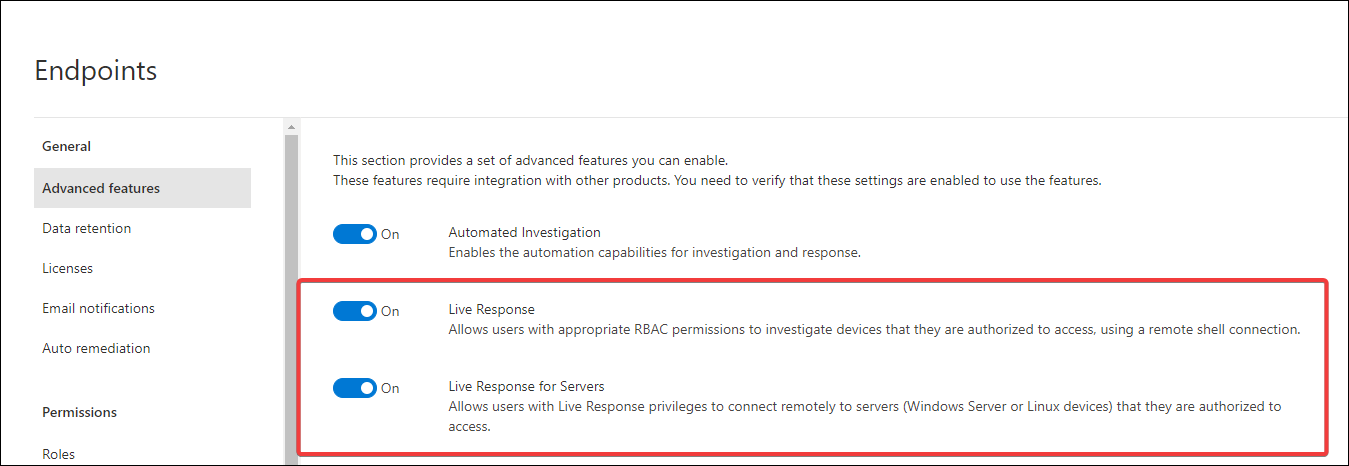 Endpoints
General
Advanced features
Data retention
Licenses
Email notifications
Auto remediation
Permissions
Roles
This section provides a set of advanced features you can enable.
These features require integration with other products. You need to verify that these settings are enabled to use the features.
On
Automated Investigation
Enables the automation capabilities for investigation and response.
On
Live Response
Allows users with appropriate RBAC permissions to investigate devices that they are authorized to access, using a remote shell connection.
On
Live Response for Servers
Allows users with Live Response privileges to connect remotely to servers (Windows Server or Linux devices) that they are authorized to
access.